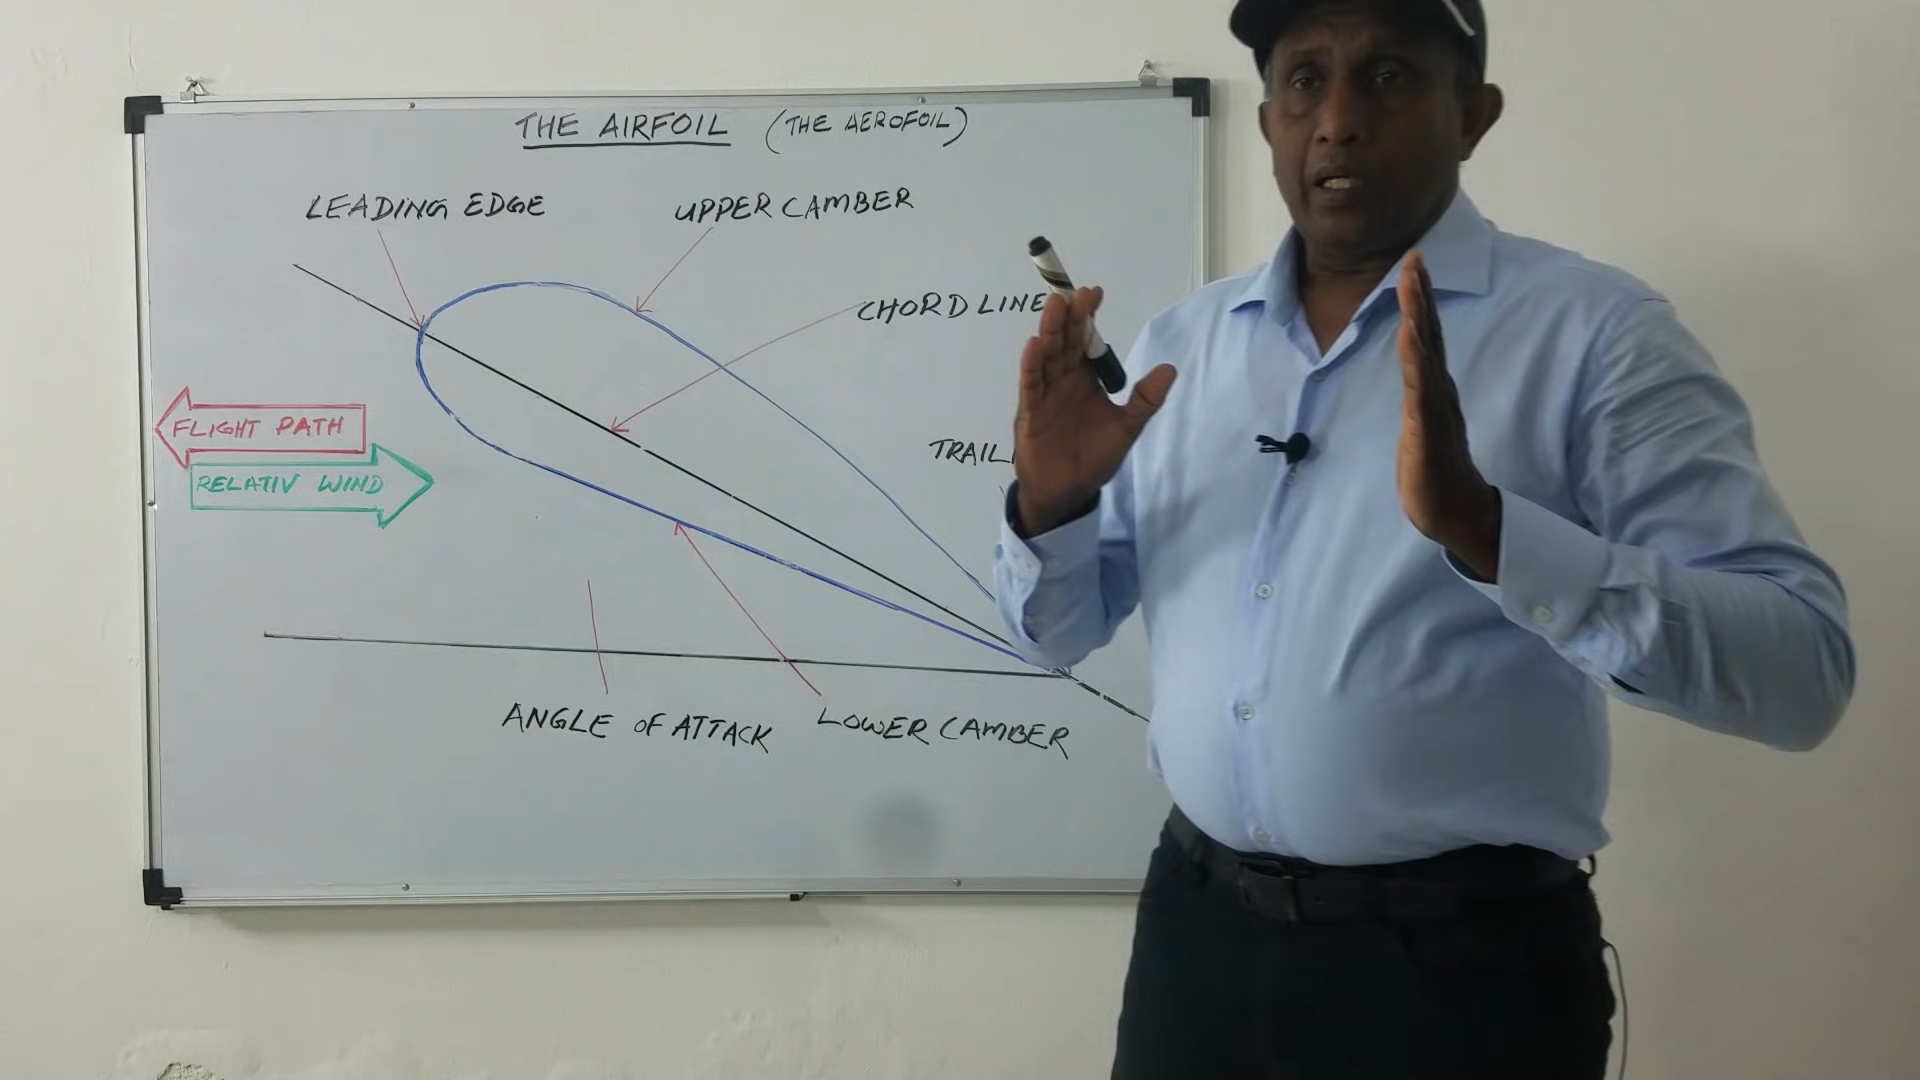 THE AIRFOIL (THE AEROFOIL)
LEADING EDGE
UPPER CAMBER
CHORD LINE
FLIGHT PATH
TRAIL
RELATIV WIND
ANGLE OF ATTACK
LOWER CAMBER